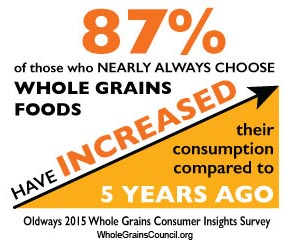 87%
of those who NEARLY ALWAYS CHOOSE
WHOLE GRAINS
FOODS
HAVE INCREASED
their
consumption
compared to
5 YEARS AGO
Oldways 2015 Whole Grains Consumer Insights Survey
WholeGrainsCouncil.org